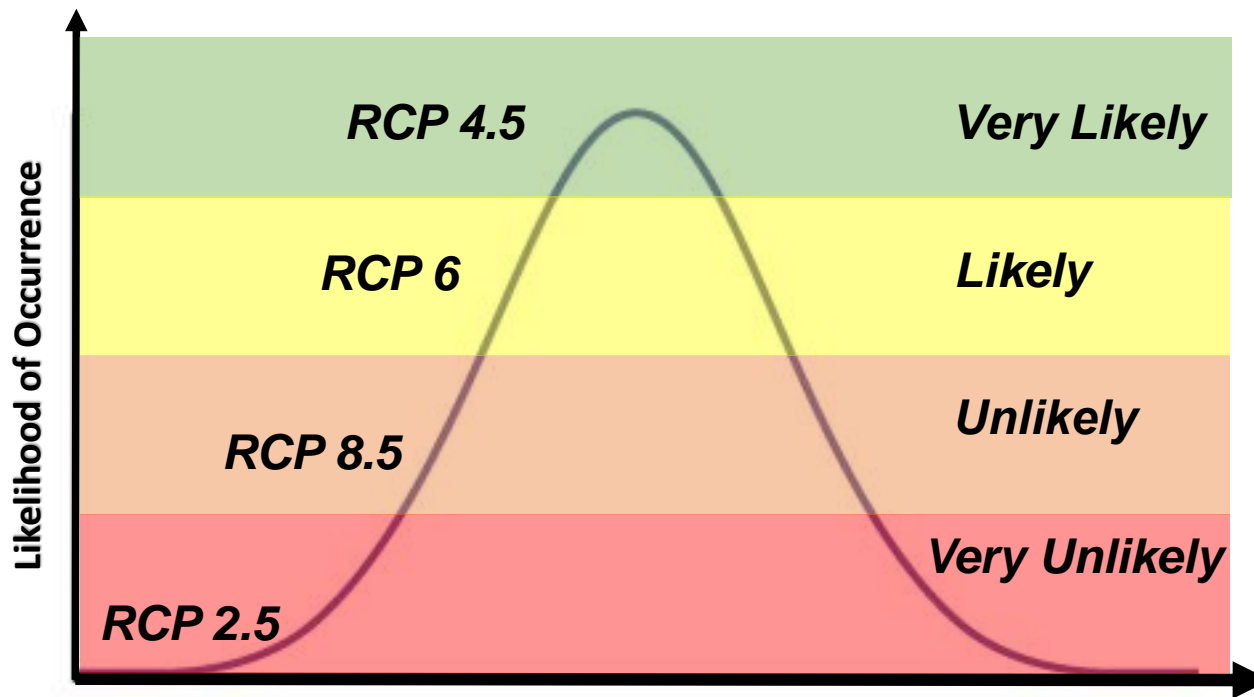 Likelihood of Occurrence
RCP 4.5
Very Likely
RCP 6
Likely
RCP 8.5
Unlikely
RCP 2.5
Very Unlikely